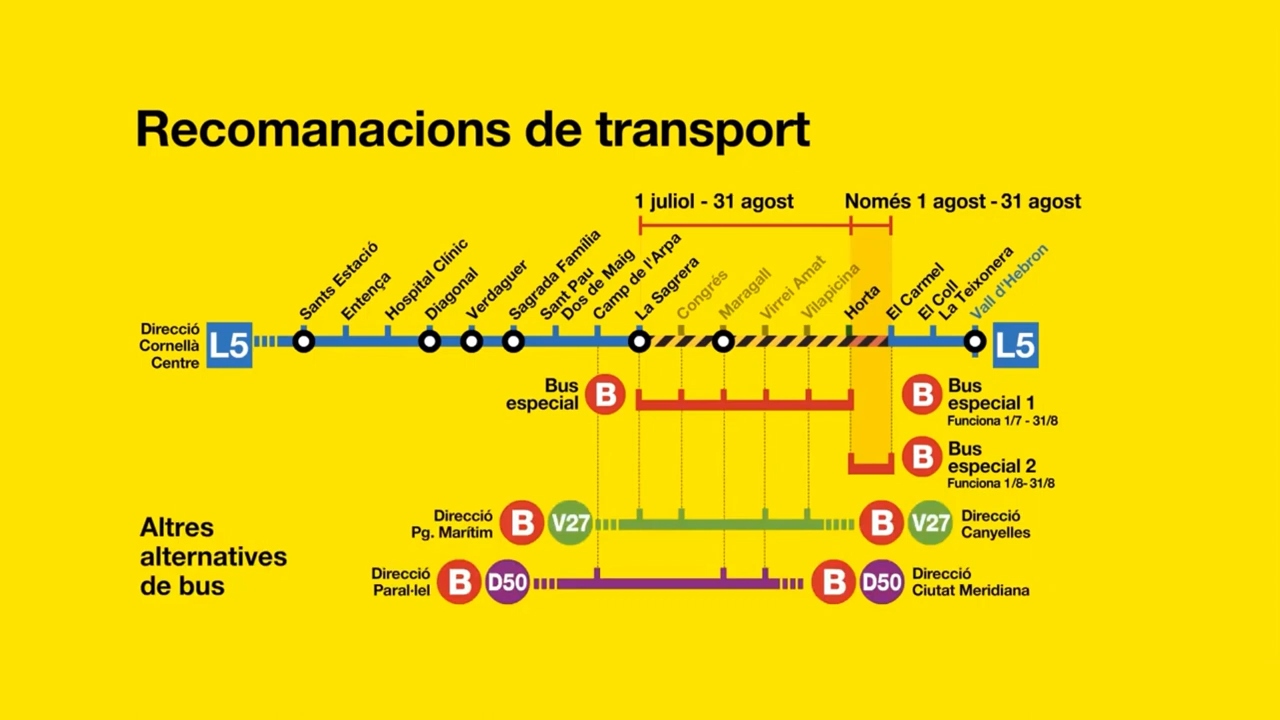 Recomanacions de transport
1 juliol - 31 agost
Només 1 agost - 31 agost
Sants Estació
Entença
Hospital Clínic
Diagonal
Verdaguer
Sagrada Família
Sant Pau
Dos de Maig
Camp de l'Arpa
La Sagrera
Congrés
Maragall
Virrei Amat
Vilapicina
Horta
El Carmel
El Coll
La Teixonera
Vall d'Hebron
Direcció
Cornellà
Centre
L5
L5
Bus
especial
B
B
Bus
especial 1
Funciona 1/7 - 31/8
B
Bus
especial 2
Funciona 1/8- 31/8
Altres
alternatives
de bus
Direcció
Pg. Marítim
B
V27
B
V27
Direcció
Canyelles
Direcció
Paral·lel
B
D50
B
D50
Direcció
Ciutat Meridiana